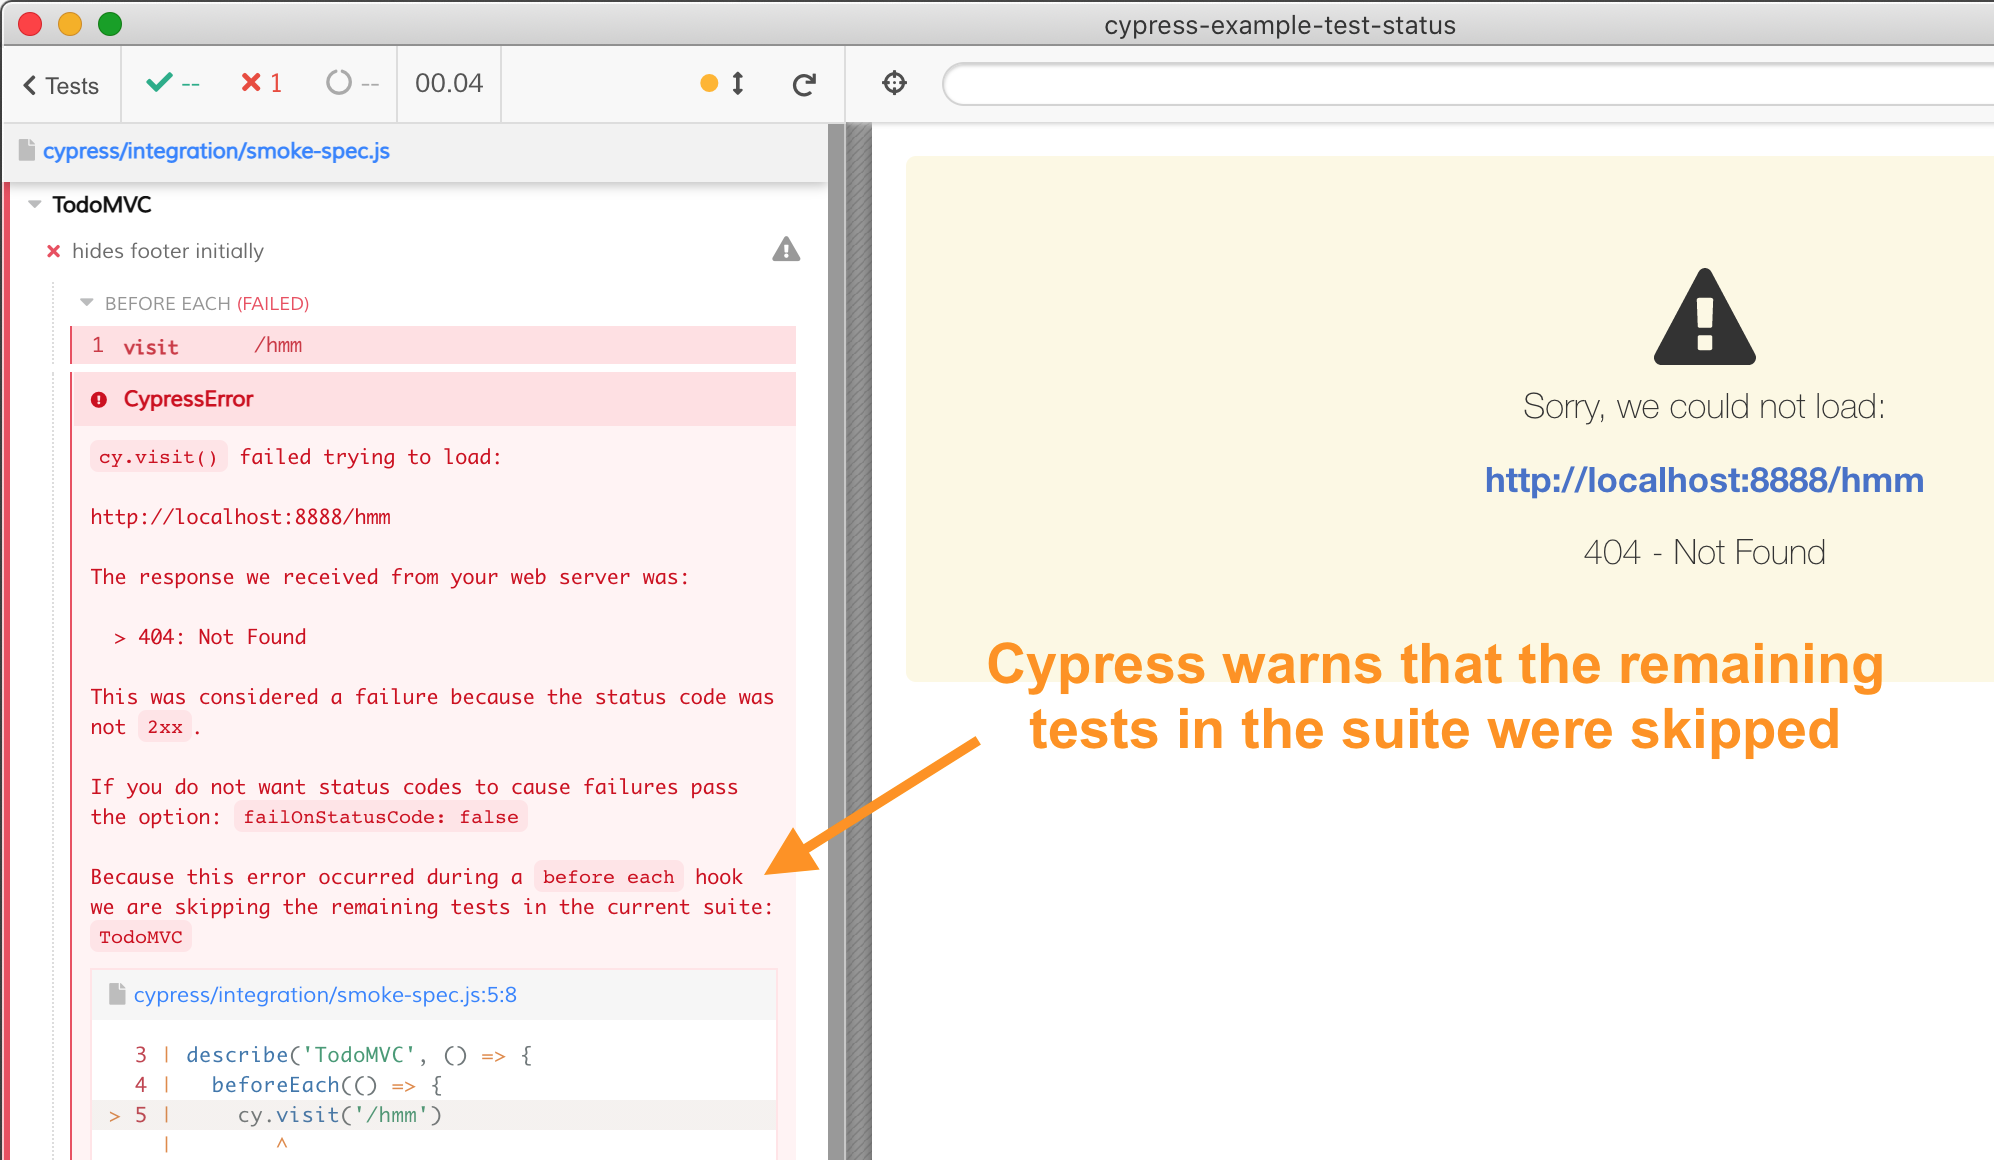 cypress-example-test-status
Tests
--
1
--
00.04
cypress/integration/smoke-spec.js
TodoMVC
hides footer initially
BEFORE EACH (FAILED)
1 visit /hmm
CypressError
cy.visit() failed trying to load:
http://localhost:8888/hmm
The response we received from your web server was:
> 404: Not Found
This was considered a failure because the status code was
not 2xx.
If you do not want status codes to cause failures pass
the option: failOnStatusCode: false
Because this error occurred during a before each hook
we are skipping the remaining tests in the current suite:
TodoMVC
cypress/integration/smoke-spec.js:5:8
3 | describe('TodoMVC', () => {
4 | beforeEach(() => {
> 5 | cy.visit('/hmm')
| ^
Sorry, we could not load:
http://localhost:8888/hmm
404 - Not Found
Cypress warns that the remaining
tests in the suite were skipped